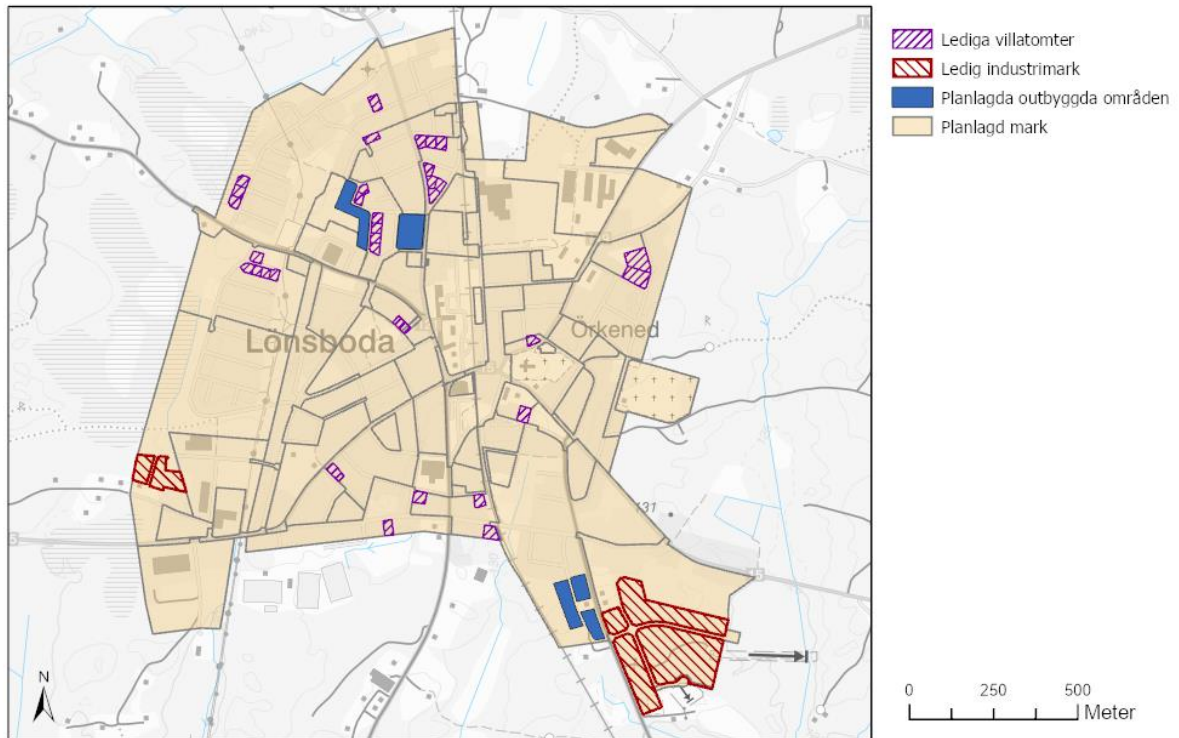 Lönsboda
Örkened
131
N
Lediga villatomter
Ledig industrimark
Planlagda outbyggda områden
Planlagd mark
0 250 500
Meter